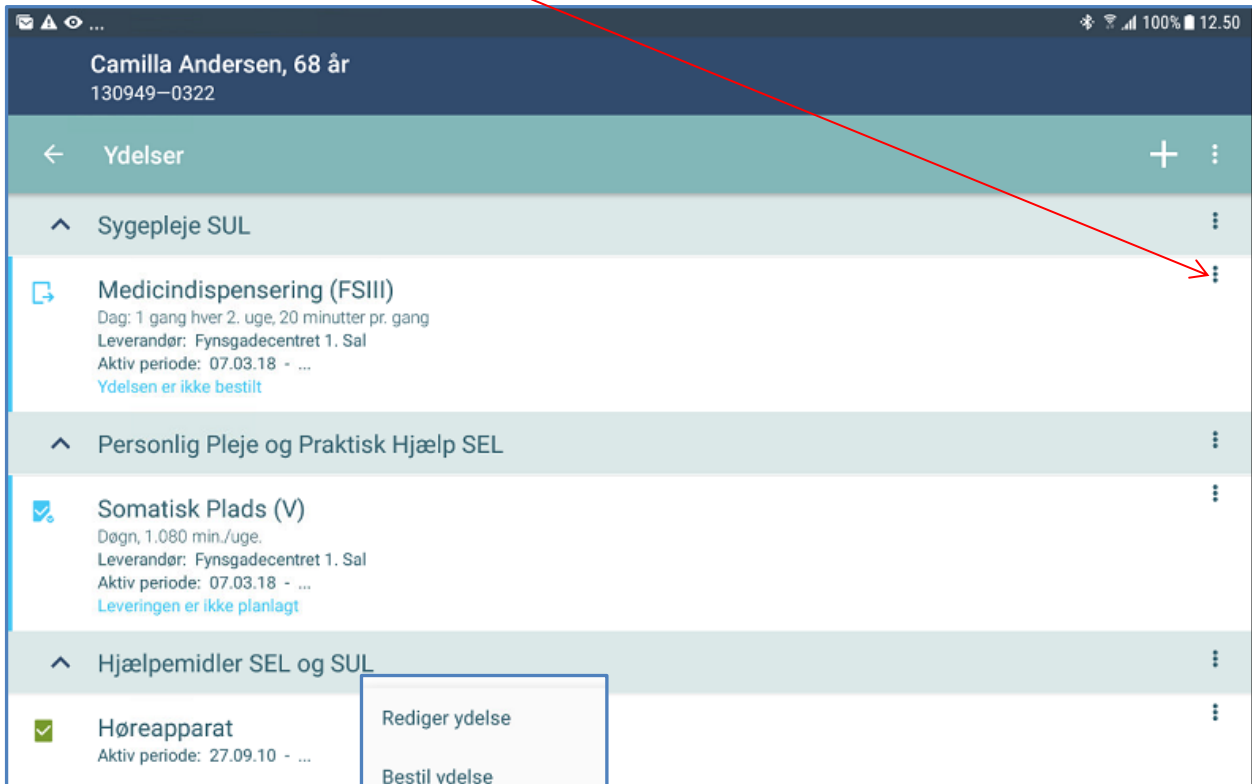 ... 100% 12.50
Camilla Andersen, 68 år
130949–0322
Ydelser
Sygepleje SUL
Medicindispensering (FSIII)
Dag: 1 gang hver 2. uge, 20 minutter pr. gang
Leverandør: Fynsgadecentret 1. Sal
Aktiv periode: 07.03.18 - ...
Ydelsen er ikke bestilt
Personlig Pleje og Praktisk Hjælp SEL
Somatisk Plads (V)
Døgn, 1.080 min./uge.
Leverandør: Fynsgadecentret 1. Sal
Aktiv periode: 07.03.18 - ...
Leveringen er ikke planlagt
Hjælpemidler SEL og SUL
Høreapparat
Aktiv periode: 27.09.10 - ...
Rediger ydelse
Bestil ydelse